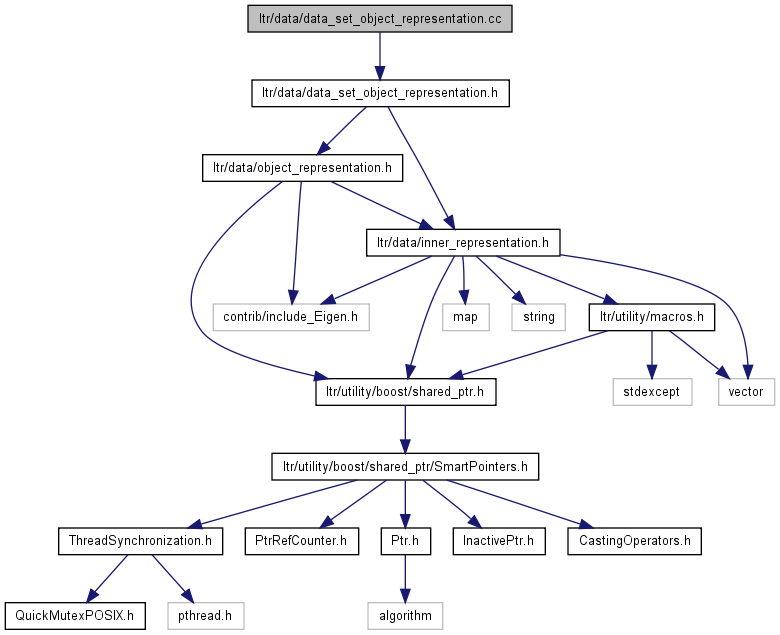 ltr/data/data_set_object_representation.cc
ltr/data/data_set_object_representation.h
ltr/data/object_representation.h
ltr/data/inner_representation.h
contrib/include_Eigen.h
map
string
ltr/utility/macros.h
ltr/utility/boost/shared_ptr.h
stdexcept
vector
ltr/utility/boost/shared_ptr/SmartPointers.h
ThreadSynchronization.h
PtrRefCounter.h
Ptr.h
InactivePtr.h
CastingOperators.h
QuickMutexPOSIX.h
pthread.h
algorithm